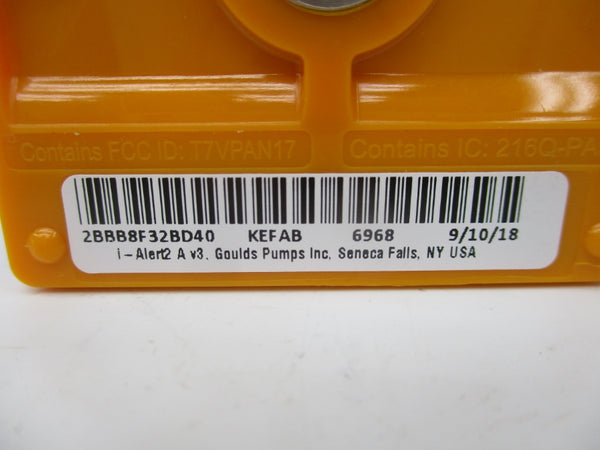 Contains FCC ID: T7VPAN17 Contains IC: 216Q-PA
2BBB8F32BD40 KEFAB 6968 9/10/18
i-Alert2 A v3, Goulds Pumps Inc, Seneca Falls, NY USA